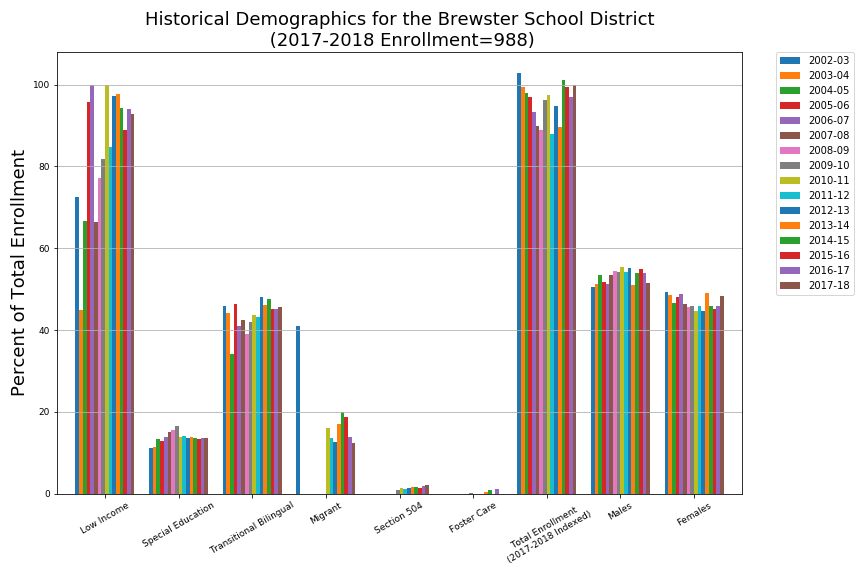 Historical Demographics for the Brewster School District
(2017-2018 Enrollment=988)
Percent of Total Enrollment
100
80
60
40
20
0
Low Income
Special Education
Transitional Bilingual
Migrant
Section 504
Foster Care
Total Enrollment
(2017-2018 Indexed)
Males
Females
2002-03
2003-04
2004-05
2005-06
2006-07
2007-08
2008-09
2009-10
2010-11
2011-12
2012-13
2013-14
2014-15
2015-16
2016-17
2017-18